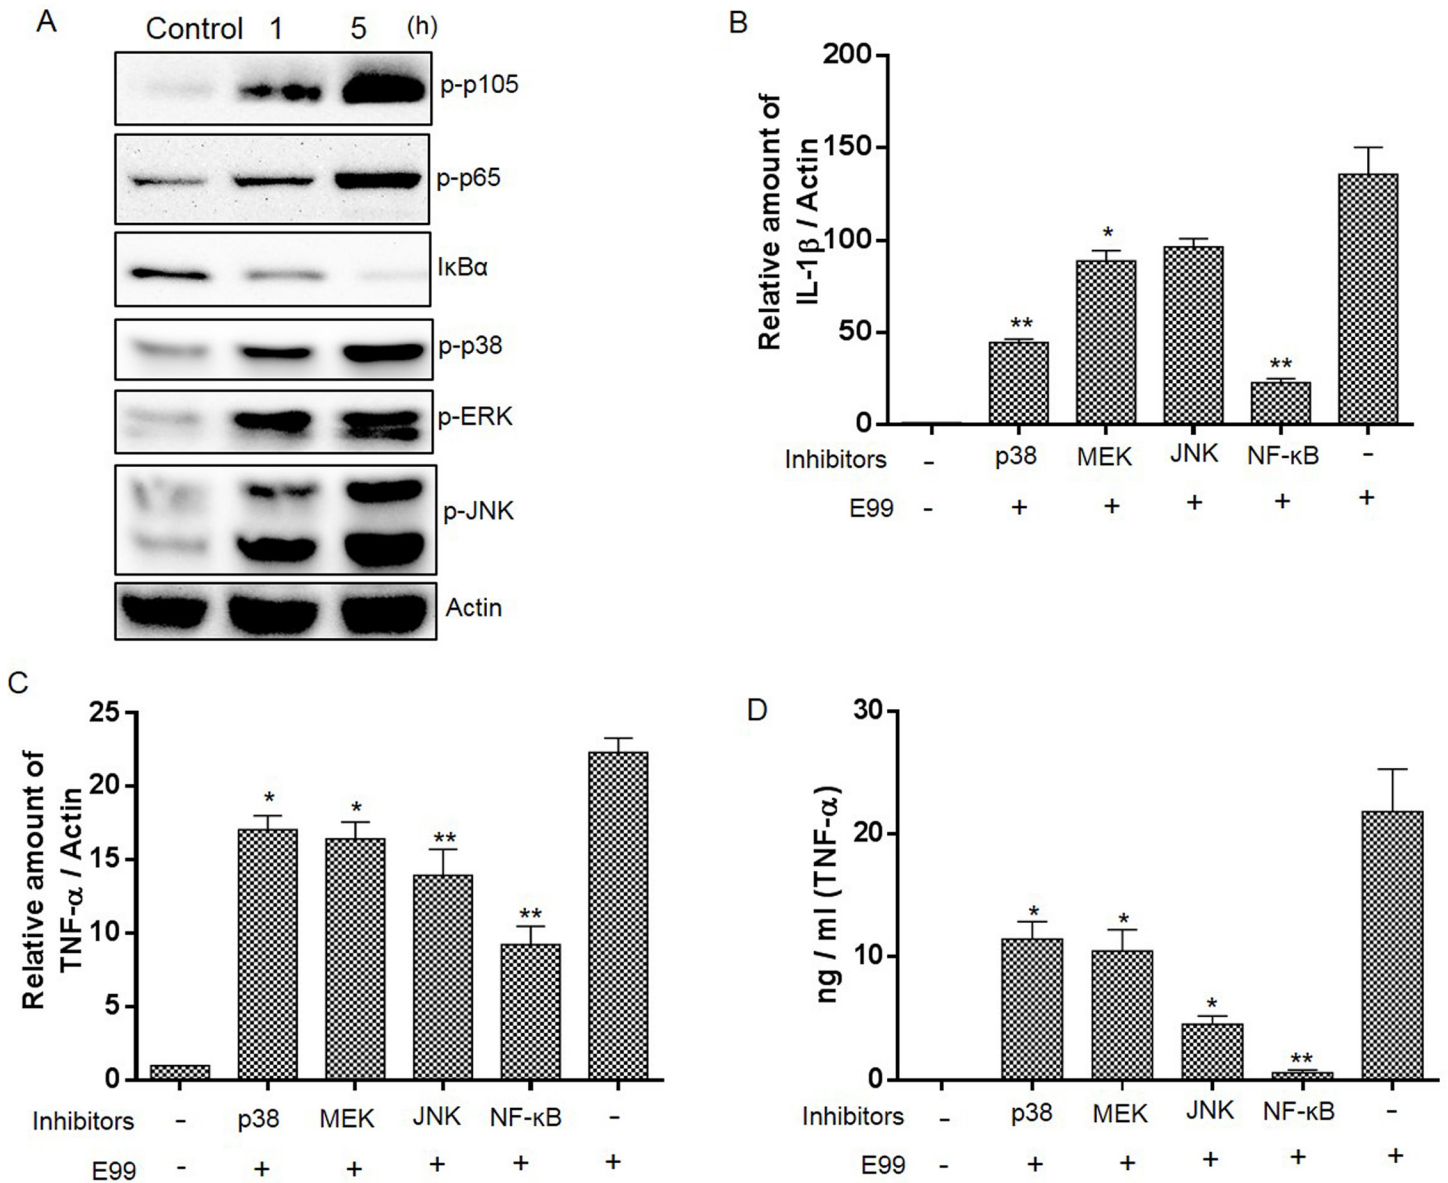 A
Control 1 5 (h)
p-p105
p-p65
IκBα
p-p38
p-ERK
p-JNK
Actin
B
Relative amount of
IL-1β / Actin
200
150
100
50
0
*
**
**
Inhibitors - p38 MEK JNK NF-κB -
E99 - + + + + +
C
Relative amount of
TNF-α / Actin
25
20
15
10
5
0
* * ** **
Inhibitors - p38 MEK JNK NF-κB -
E99 - + + + + +
D
ng / ml (TNF-α)
30
20
10
0
* * * **
Inhibitors - p38 MEK JNK NF-κB -
E99 - + + + + +